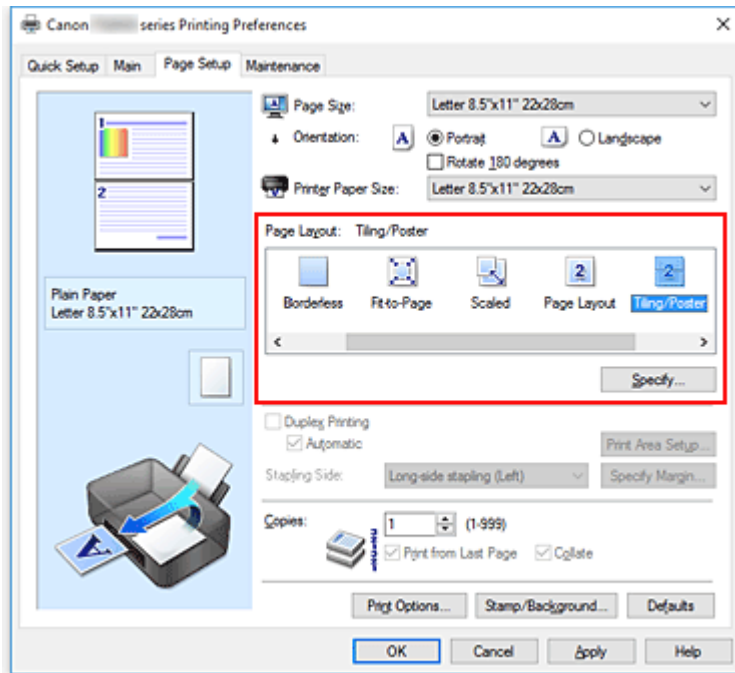 Canon series Printing Preferences
Quick Setup Main Page Setup Maintenance
1
2
Plain Paper
Letter 8.5"x11" 22x28cm
Page Size: Letter 8.5"x11" 22x28cm
Orientation: A Portrait A Landscape
Rotate 180 degrees
Printer Paper Size: Letter 8.5"x11" 22x28cm
Page Layout: Tiling/Poster
2 2
Borderless Fit-to-Page Scaled Page Layout Tiling/Poster
Specify...
Duplex Printing
Automatic Print Area Setup...
Stapling Side: Long-side stapling (Left) Specify Margin...
Copies: 1 (1-999)
Print from Last Page Collate
A
Print Options... Stamp/Background... Defaults
OK Cancel Apply Help